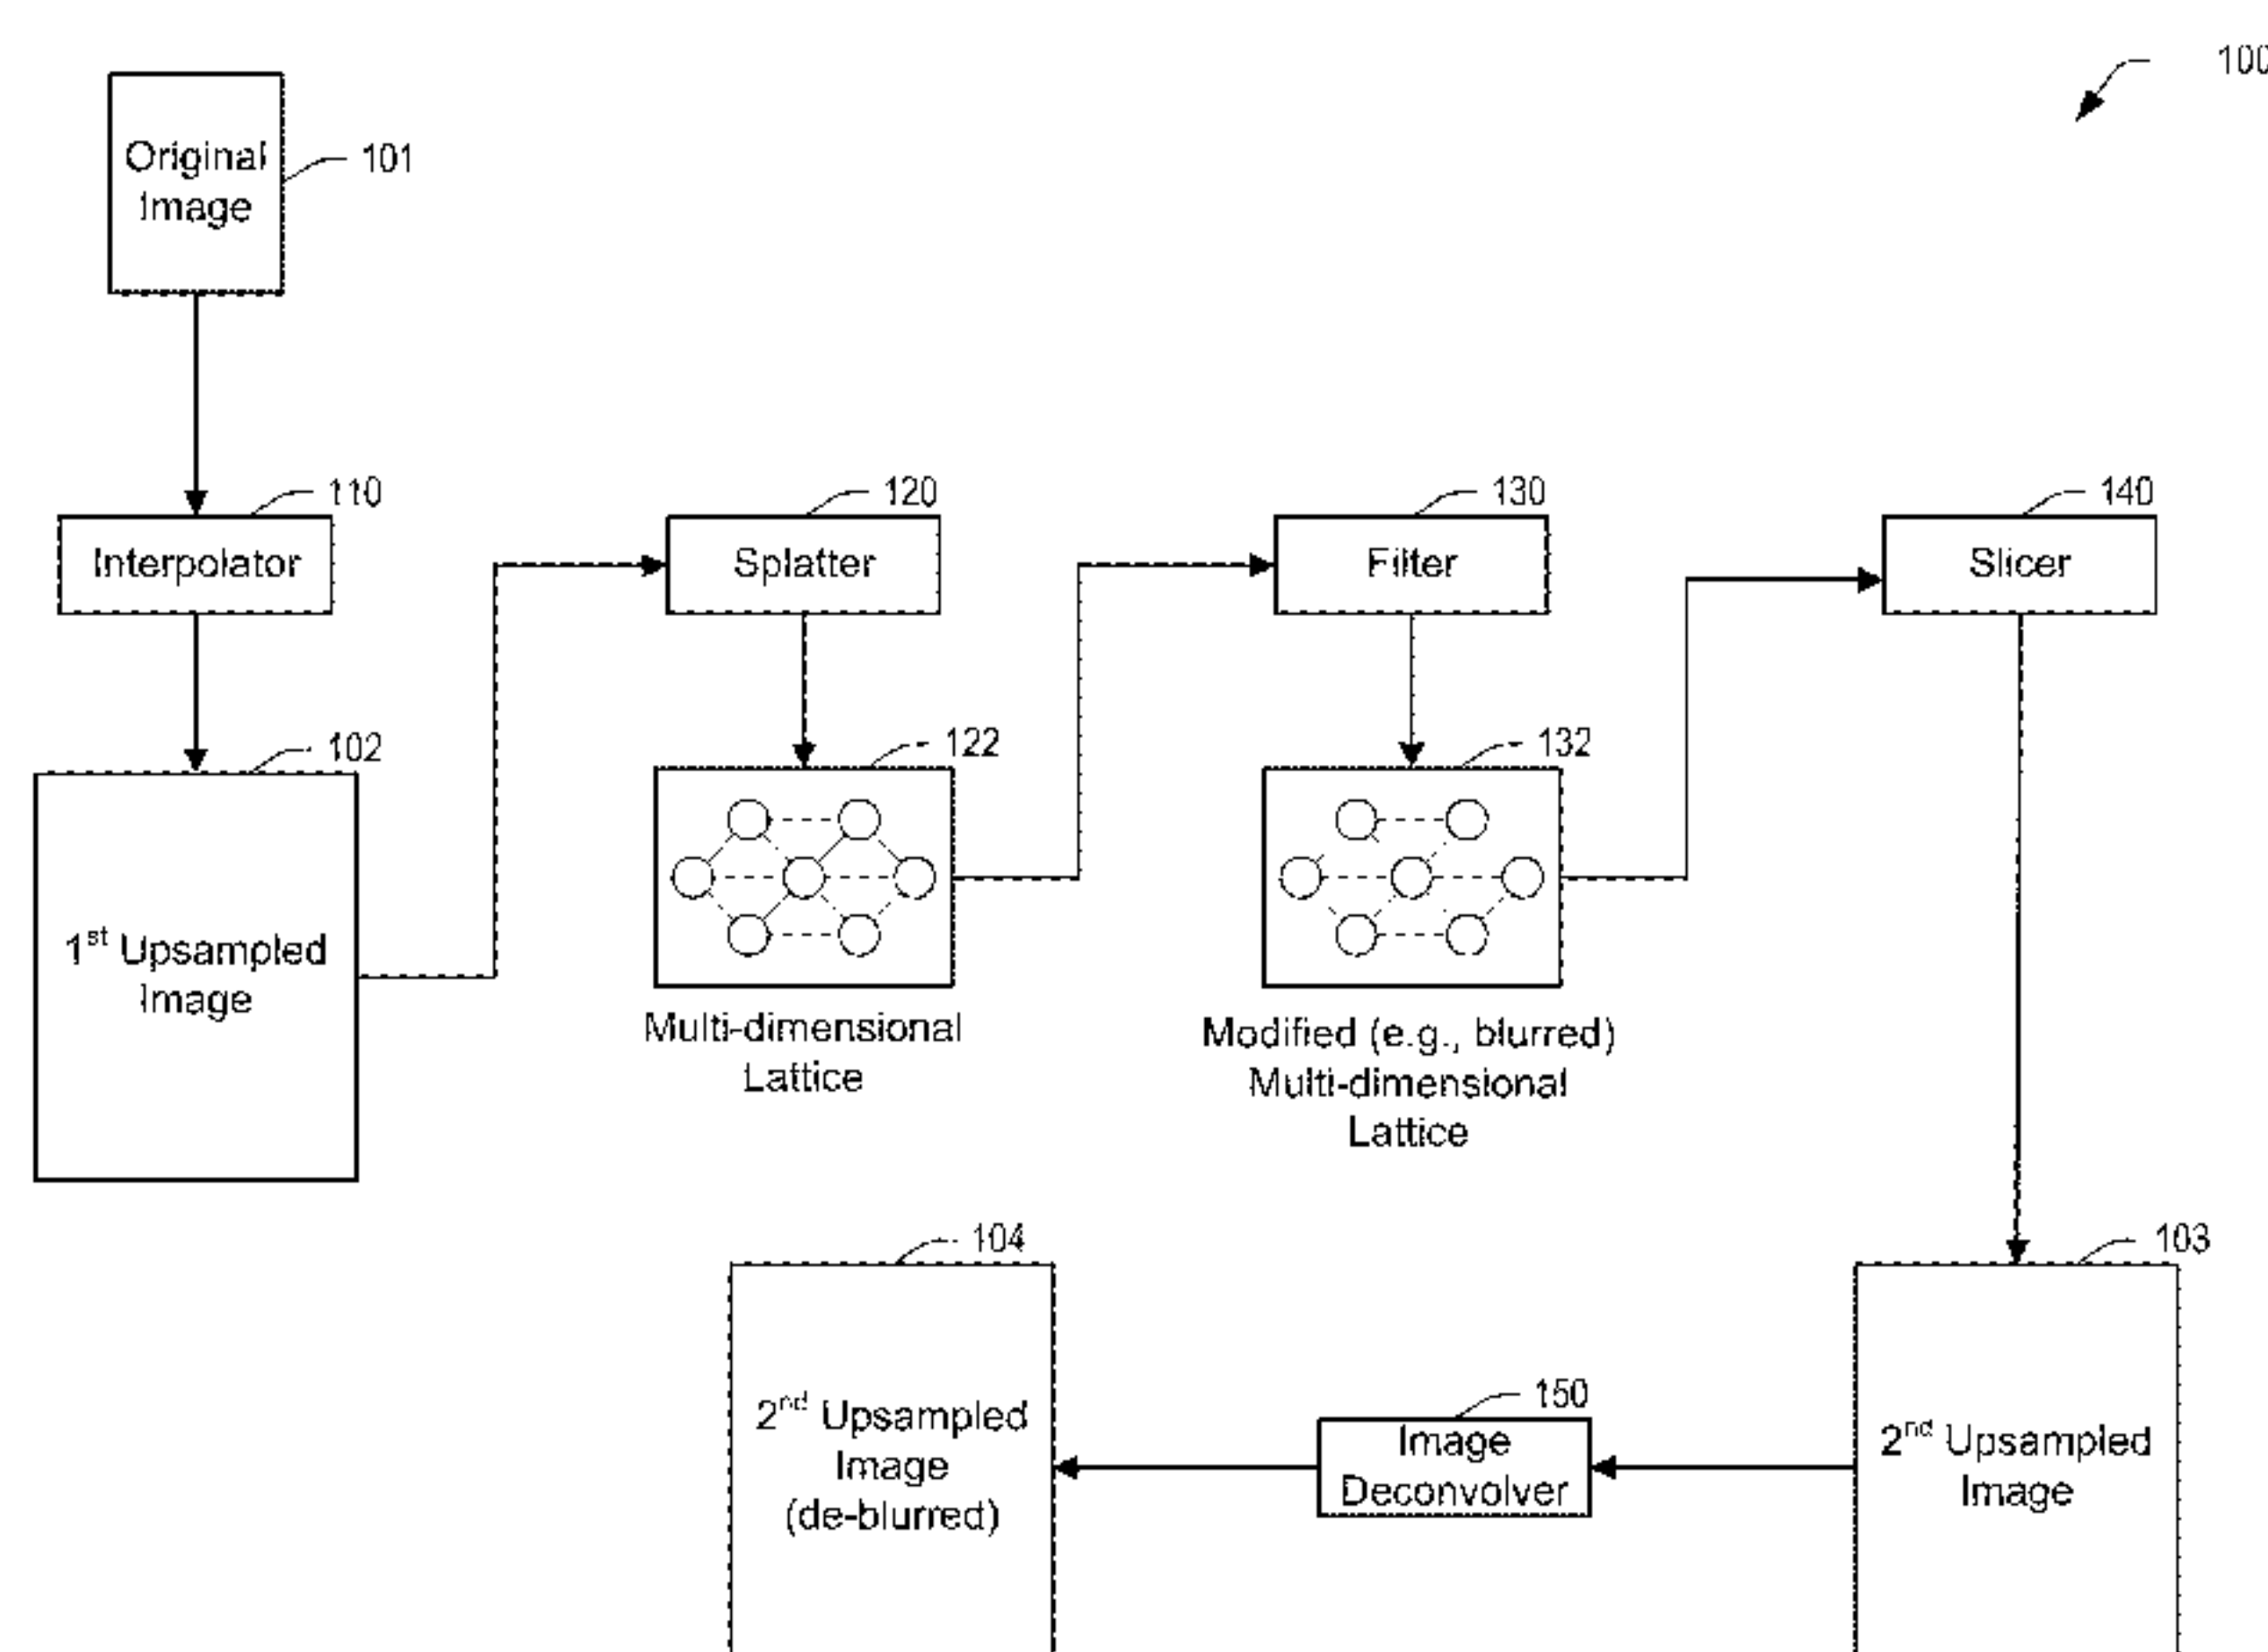 100
Original
Image
101
110
Interpolator
120
Splatter
130
Filter
140
Slicer
102
1st Upsampled
Image
122
Multi-dimensional
Lattice
132
Modified (e.g., blurred)
Multi-dimensional
Lattice
104
2nd Upsampled
Image
(de-blurred)
150
Image
Deconvolver
103
2nd Upsampled
Image